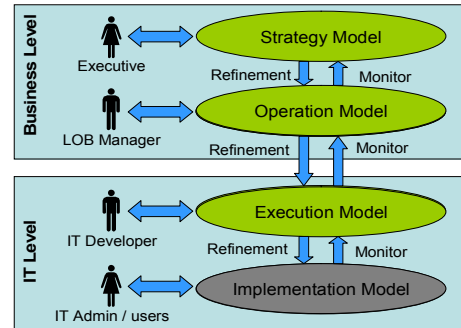 Business Level
Strategy Model
Executive
Refinement
Monitor
Operation Model
LOB Manager
Refinement
Monitor
IT Level
Execution Model
IT Developer
Refinement
Monitor
Implementation Model
IT Admin / users